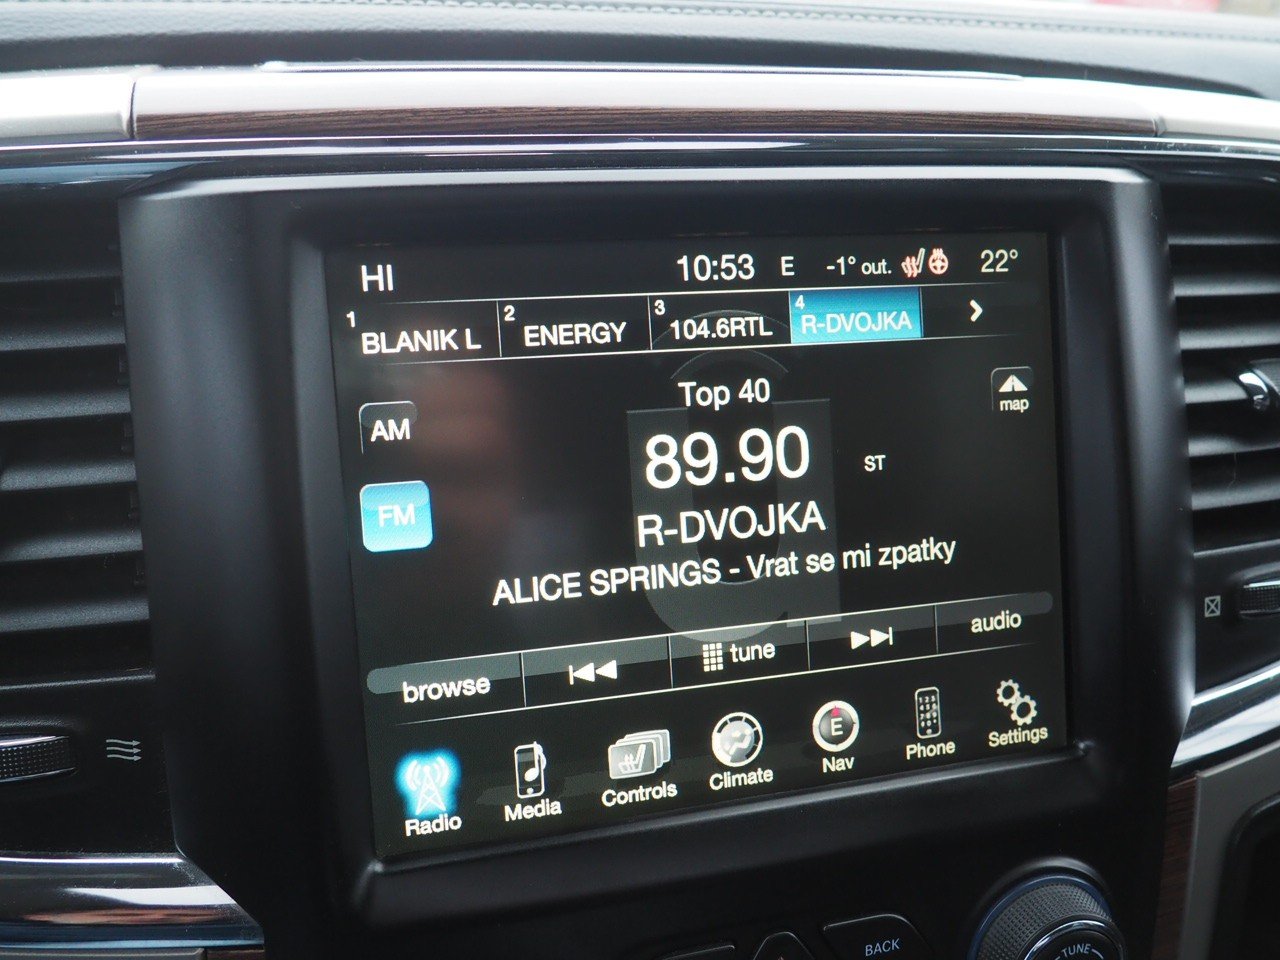 HI 10:53 E -1° out. 22°
1 BLANIK L 2 ENERGY 3 104.6RTL 4 R-DVOJKA
Top 40
map
AM
89.90 ST
FM
R-DVOJKA
ALICE SPRINGS - Vrat se mi zpatky
browse tune audio
Radio Media Controls Climate E Nav Phone Settings
BACK TUNE